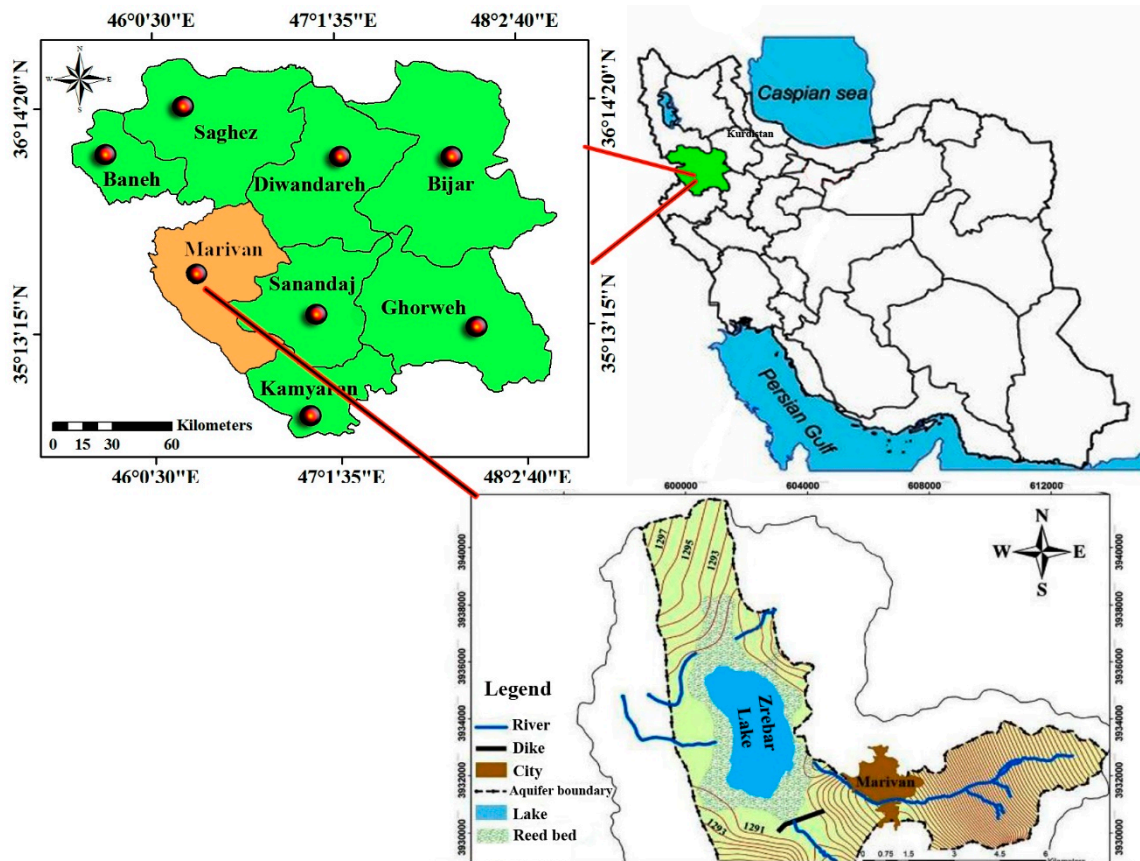 46°0'30"E 47°1'35"E 48°2'40"E
36°14'20"N
35°13'15"N
N
W E
S
Saghez
Baneh
Diwandareh
Bijar
Marivan
Sanandaj
Ghorweh
Kamyaran
Kilometers
0 15 30 60
46°0'30"E 47°1'35"E 48°2'40"E
36°14'20"N
35°13'15"N
Caspian sea
Kurdistan
Persian Gulf
600000 604000 608000 612000
3940000
3938000
3936000
3934000
3932000
3930000
N
W E
S
1297
1295
1293
Zrebar
Lake
Marivan
1293
1291
Legend
River
Dike
City
Aquifer boundary
Lake
Reed bed
0 0.75 1.5 3 4.5 6
Kilometers